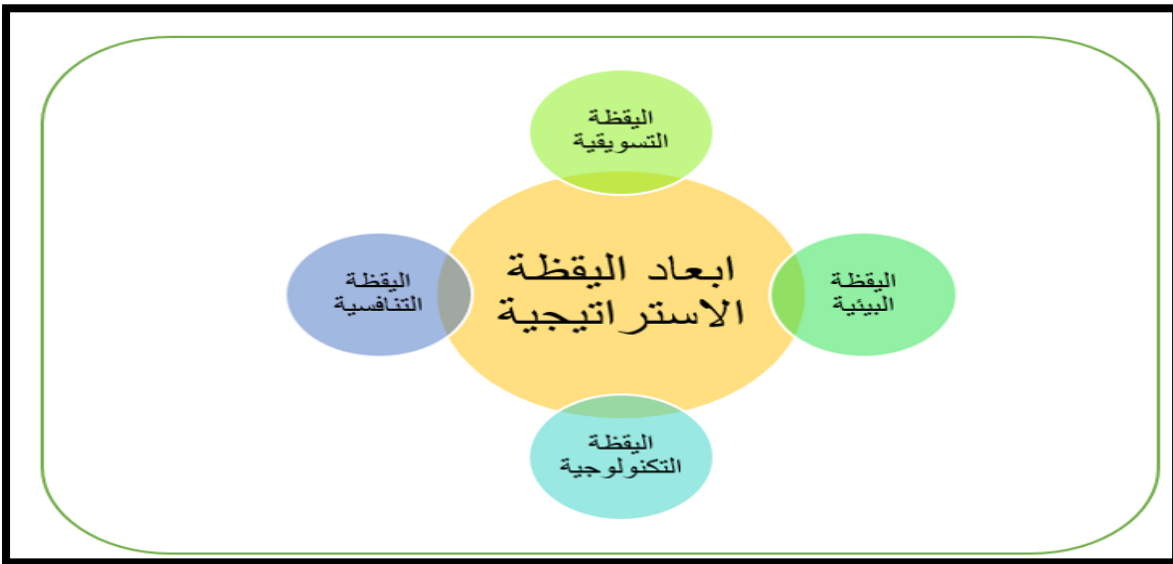 اليقظة
التسويقية
ابعاد اليقظة
الاستراتيجية
اليقظة
البيئية
اليقظة
التنافسية
اليقظة
التكنولوجية